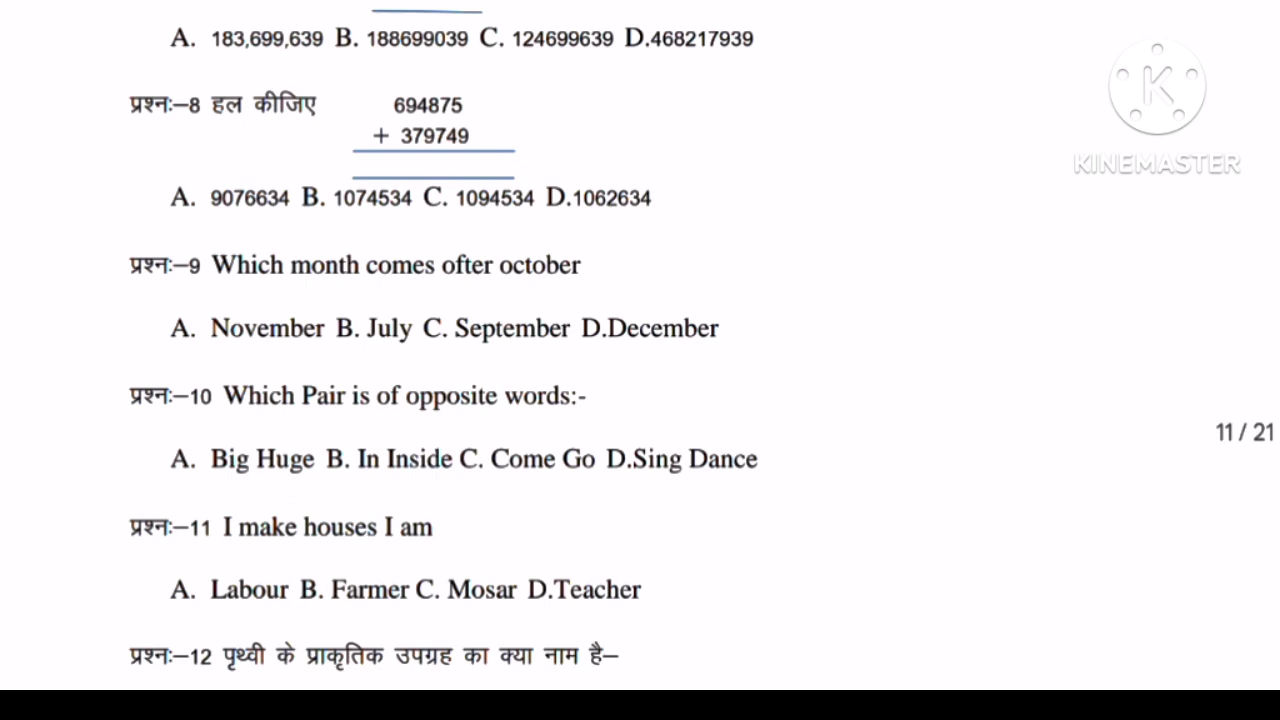 A. 183,699,639 B. 188699039 C. 124699639 D.468217939
प्रश्नः–8 हल कीजिए 694875
+ 379749
A. 9076634 B. 1074534 C. 1094534 D.1062634
प्रश्नः–9 Which month comes ofter october
A. November B. July C. September D.December
प्रश्नः–10 Which Pair is of opposite words:-
A. Big Huge B. In Inside C. Come Go D.Sing Dance
प्रश्नः–11 I make houses I am
A. Labour B. Farmer C. Mosar D.Teacher
प्रश्नः–12 पृथ्वी के प्राकृतिक उपग्रह का क्या नाम है–
K
KINEMASTER
11 / 21